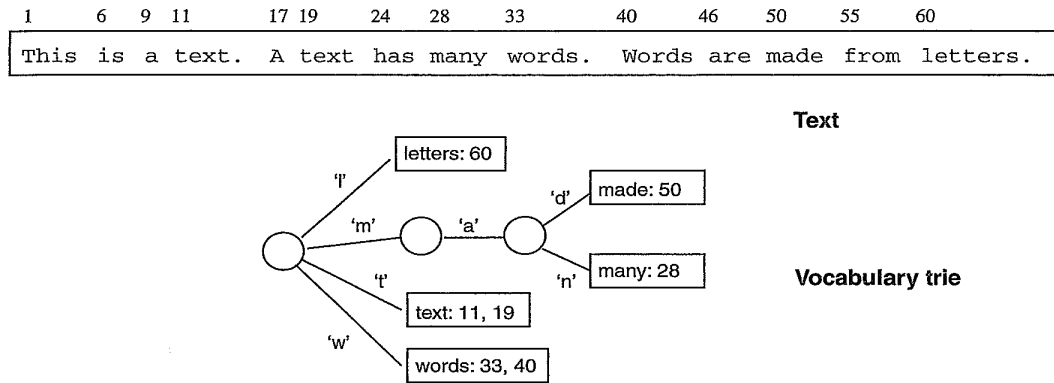 1 6 9 11 17 19 24 28 33 40 46 50 55 60
This is a text. A text has many words. Words are made from letters.
Text
letters: 60
'l'
'd'
made: 50
'm'
'a'
'n'
many: 28
Vocabulary trie
't'
text: 11, 19
'w'
words: 33, 40